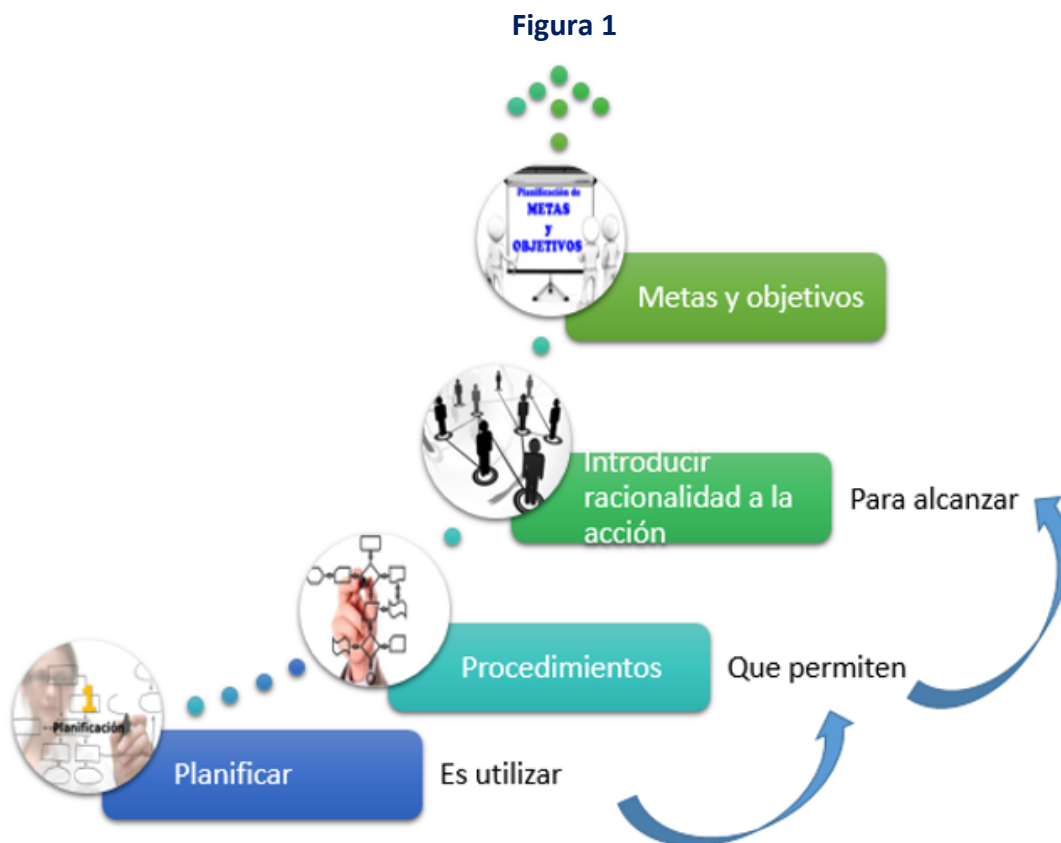 Figura 1
Planificación de
METAS
y
OBJETIVOS
Metas y objetivos
Introducir
racionalidad a la
acción
Para alcanzar
Procedimientos
Que permiten
1
Planificación
Planificar
Es utilizar